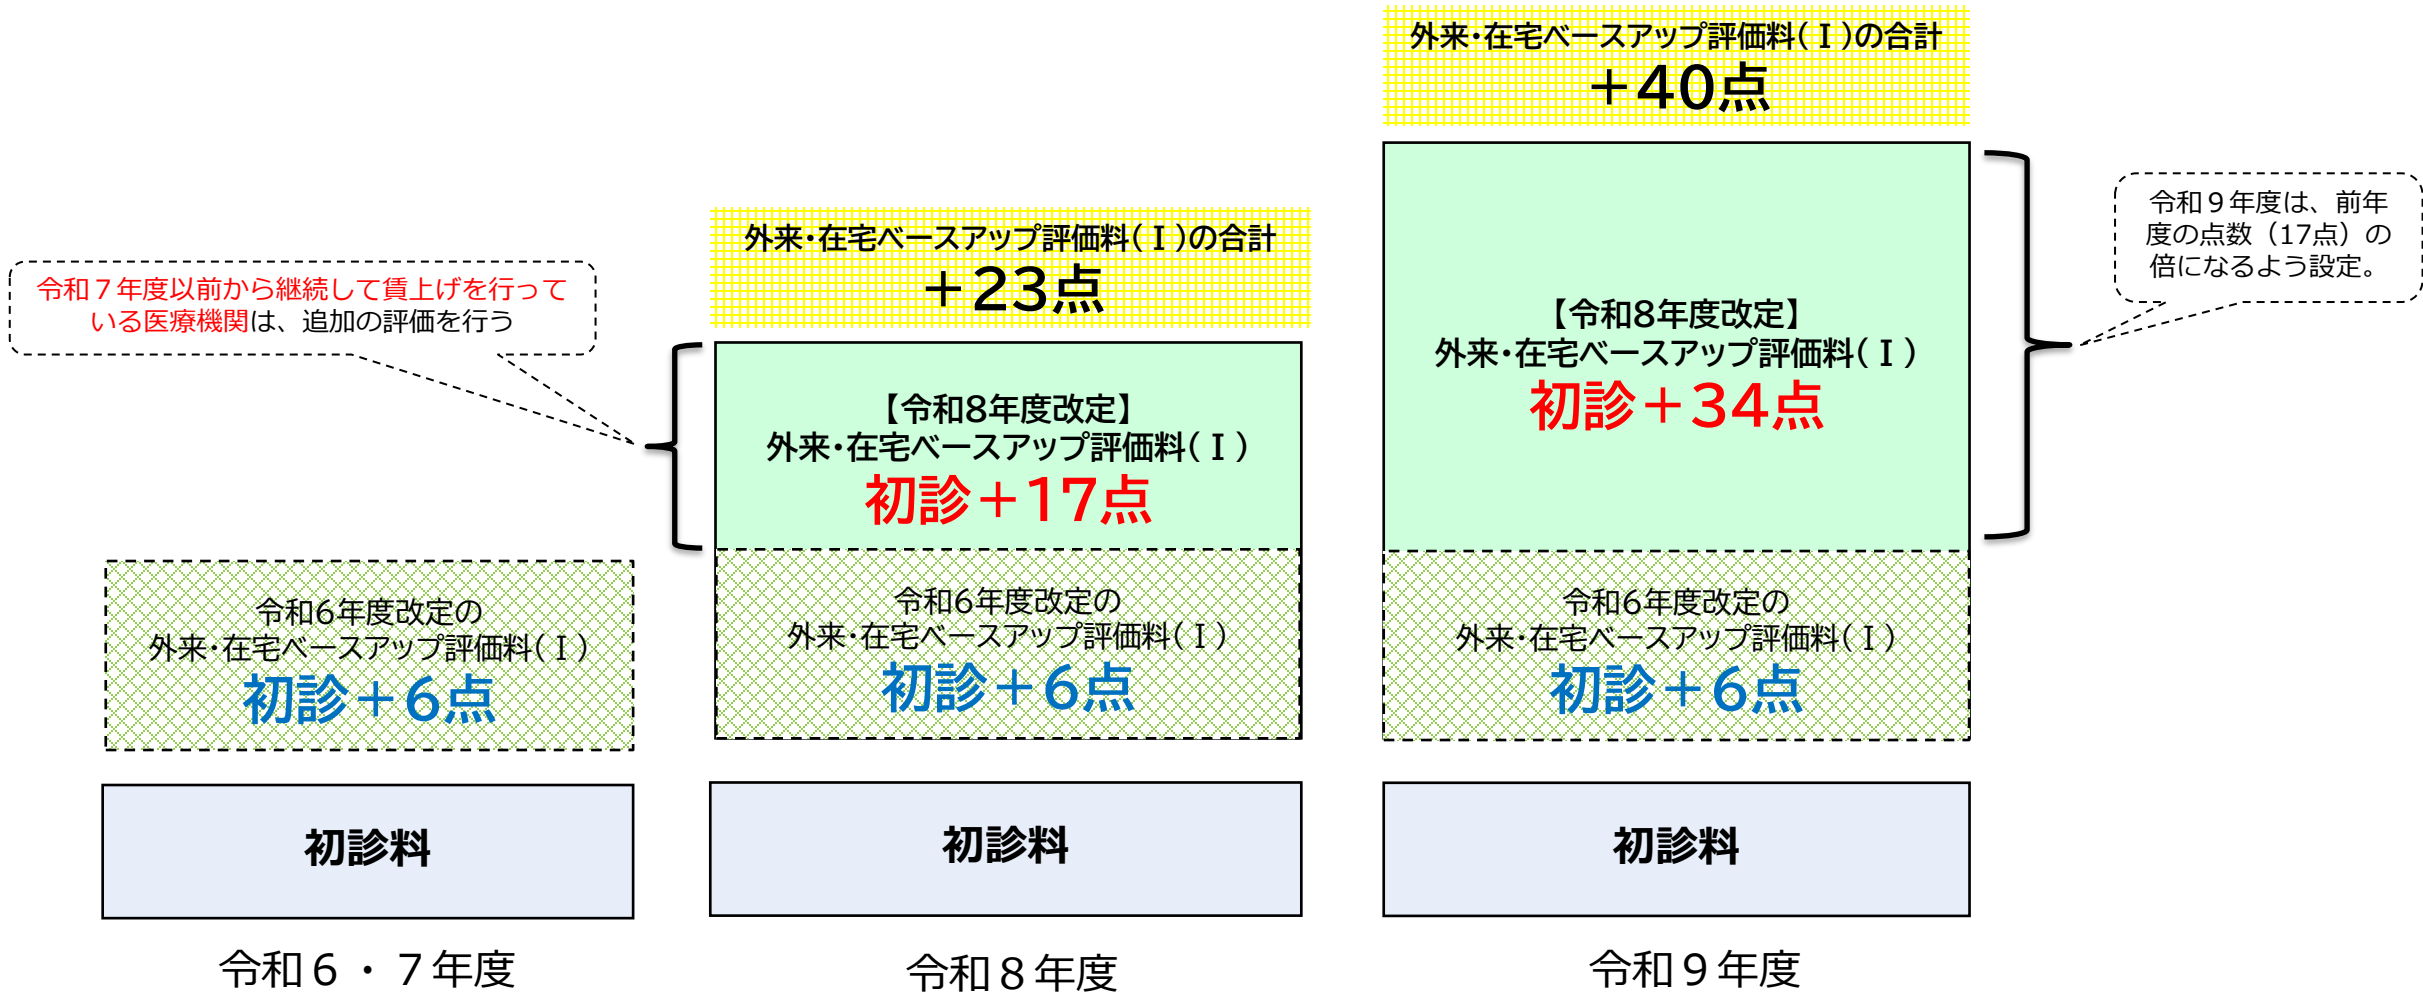 外来・在宅ベースアップ評価料(Ⅰ)の合計
＋40点
外来・在宅ベースアップ評価料(Ⅰ)の合計
＋23点
令和７年度以前から継続して賃上げを行って
いる医療機関は、追加の評価を行う
令和９年度は、前年
度の点数（17点）の
倍になるよう設定。
【令和8年度改定】
外来・在宅ベースアップ評価料(Ⅰ)
初診＋17点
【令和8年度改定】
外来・在宅ベースアップ評価料(Ⅰ)
初診＋34点
令和6年度改定の
外来・在宅ベースアップ評価料(Ⅰ)
初診＋6点
令和6年度改定の
外来・在宅ベースアップ評価料(Ⅰ)
初診＋6点
令和6年度改定の
外来・在宅ベースアップ評価料(Ⅰ)
初診＋6点
初診料
初診料
初診料
令和６・７年度
令和８年度
令和９年度